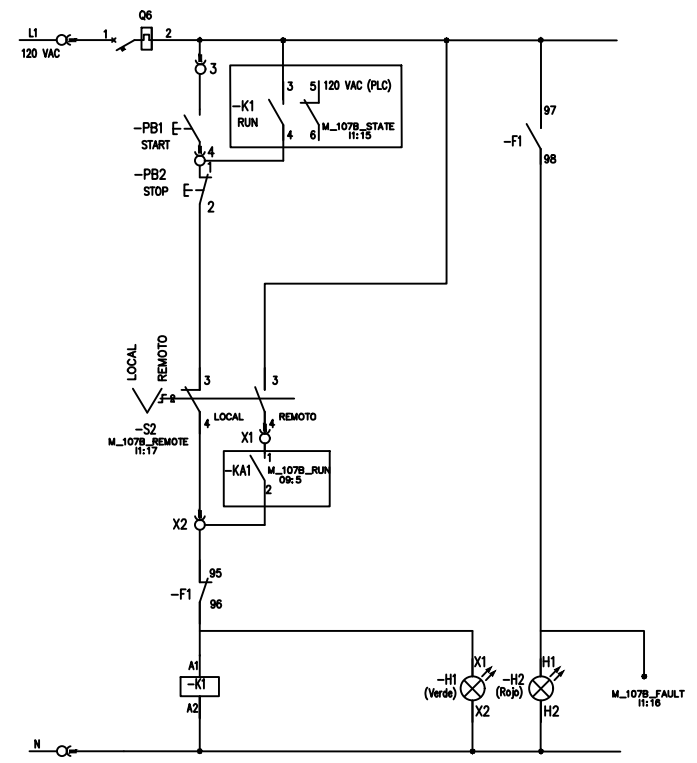 Q6
L1 1 2
120 VAC
3
3 5 120 VAC (PLC)
-K1
RUN
4 6 M_107B_STATE
I1:15
97
-F1
98
-PB1
START
4
1
-PB2
STOP
2
LOCAL REMOTO
3 3
4 LOCAL 4 REMOTO
-S2
M_107B_REMOTE
I1:17
X1
1
-KA1 M_107B_RUN
O9:5
2
X2
95
-F1
96
A1 X1 H1
-K1 -H1 -H2
(Verde) (Rojo)
A2 X2 H2
M_107B_FAULT
I1:16
N